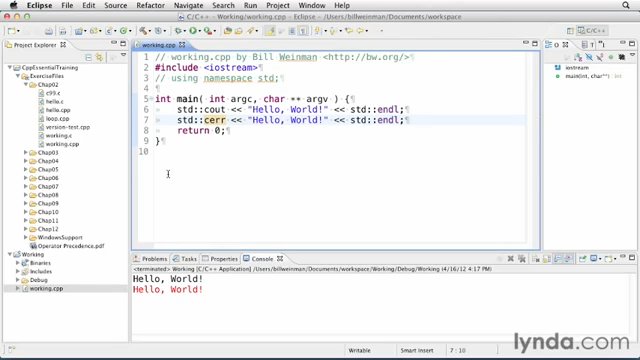 Eclipse File Edit Source Refactor Navigate Search Run Project Window Help
C/C++ - Working/working.cpp - Eclipse - /Users/billweinman/Documents/workspace
C/C++
Project Explorer
working.cpp
CppEssentialTraining
ExerciseFiles
Chap02
c99.c
hello.c
hello.cpp
loop.cpp
version-test.cpp
working.c
working.cpp
Chap03
Chap04
Chap05
Chap06
Chap07
Chap08
Chap09
Chap10
Chap11
Chap12
WindowsSupport
Operator Precedence.pdf
Working
Binaries
Includes
Debug
working.cpp
1 // working.cpp by Bill Weinman <http://bw.org/>
2 #include <iostream>
3 // using namespace std;
4
5 int main( int argc, char ** argv ) {
6 std::cout << "Hello, World!" << std::endl;
7 std::cerr << "Hello, World!" << std::endl;
8 return 0;
9 }
10
iostream
main(int, char**)
Problems Tasks Properties Console
<terminated> Working [C/C++ Application] /Users/billweinman/Documents/workspace/Working/Debug/Working (4/16/12 4:17 PM)
Hello, World!
Hello, World!
Writable Smart Insert 7 : 10
lynda.com